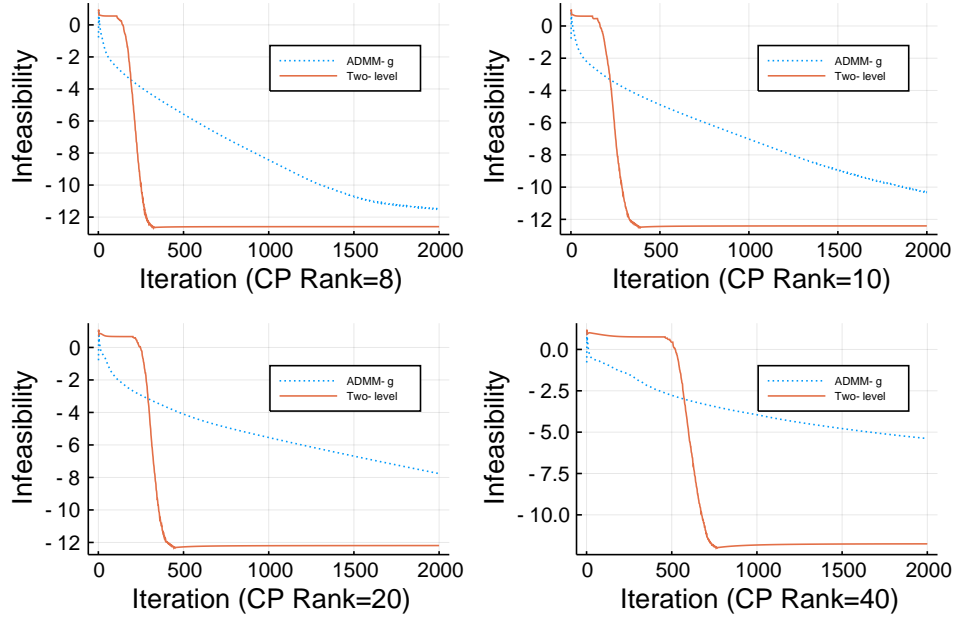 Infeasibility
0
- 2
- 4
- 6
- 8
- 10
- 12
ADMM- g
Two- level
0 500 1000 1500 2000
Iteration (CP Rank=8)
Infeasibility
0
- 2
- 4
- 6
- 8
- 10
- 12
ADMM- g
Two- level
0 500 1000 1500 2000
Iteration (CP Rank=10)
Infeasibility
0
- 2
- 4
- 6
- 8
- 10
- 12
ADMM- g
Two- level
0 500 1000 1500 2000
Iteration (CP Rank=20)
Infeasibility
0.0
- 2.5
- 5.0
- 7.5
- 10.0
ADMM- g
Two- level
0 500 1000 1500 2000
Iteration (CP Rank=40)